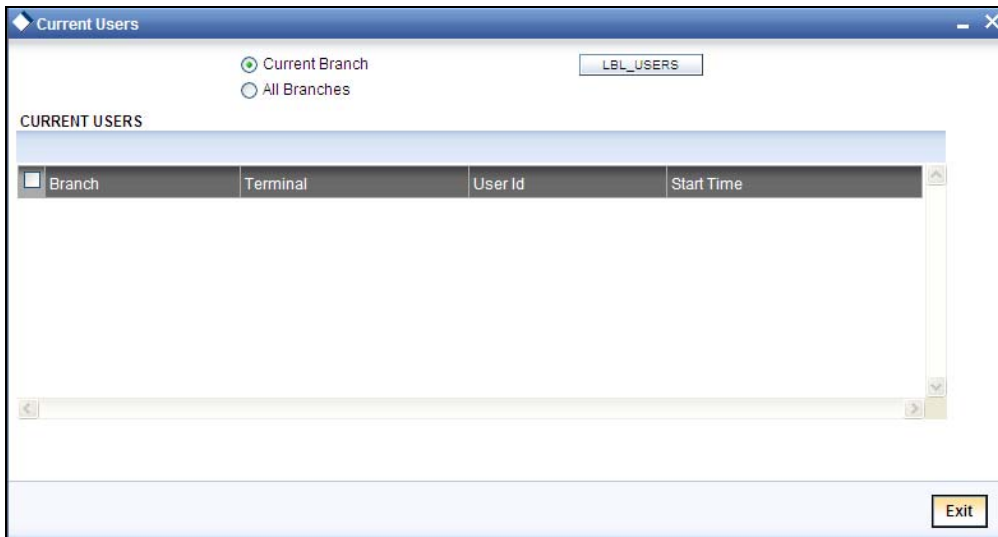 Current Users
Current Branch LBL_USERS
All Branches
CURRENT USERS
Branch Terminal User Id Start Time
Exit